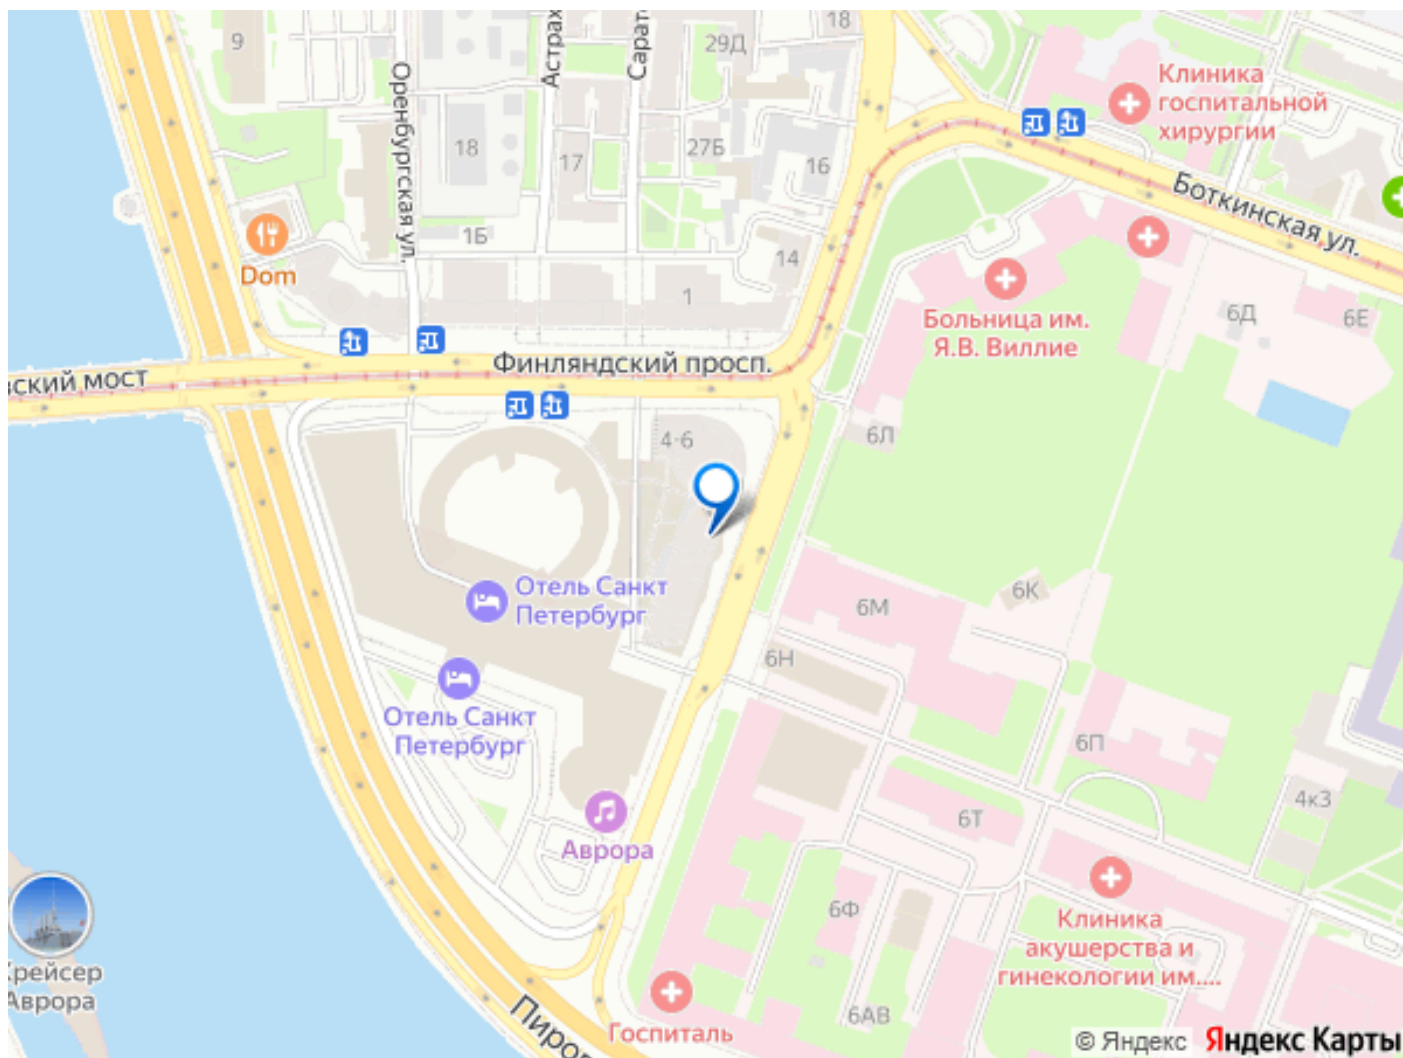 9
Оренбургская ул.
Астрах
Сарат
29Д
18
Клиника
госпитальной
хирургии
18
17
27Б
16
Боткинская ул.
1Б
14
Dom
1
Больница им.
Я.В. Виллие
6Д
6Е
вский мост
Финляндский просп.
4-6
6Л
Отель Санкт
Петербург
6М
6К
6Н
Отель Санкт
Петербург
6П
4к3
6Т
Аврора
Крейсер
Аврора
6Ф
Клиника
акушерства и
гинекологии им....
Пирог
Госпиталь
6АВ
© Яндекс Яндекс Карты